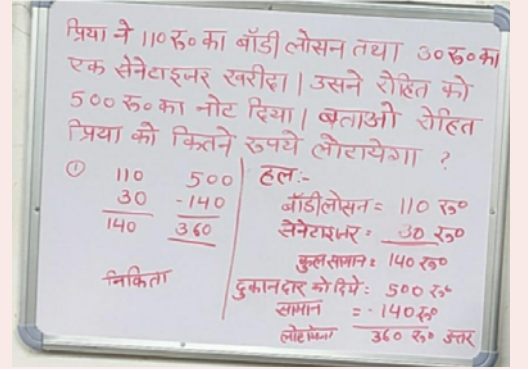 प्रिया ने 110 रु० का बॉडी लोसन तथा 30 रु० का
एक सेनेटाइजर खरीदा। उसने रोहित को
500 रु० का नोट दिया। बताओ रोहित
प्रिया को कितने रुपये लौटायेगा ?
① 110
30
140
500
-140
360
निकिता
हल:-
बॉडीलोसन = 110 रु०
सेनेटाइजर = 30 रु०
कुल सामान = 140 रु०
दुकानदार को दिये = 500 रु०
सामान = - 140 रु०
360 रु० उत्तर